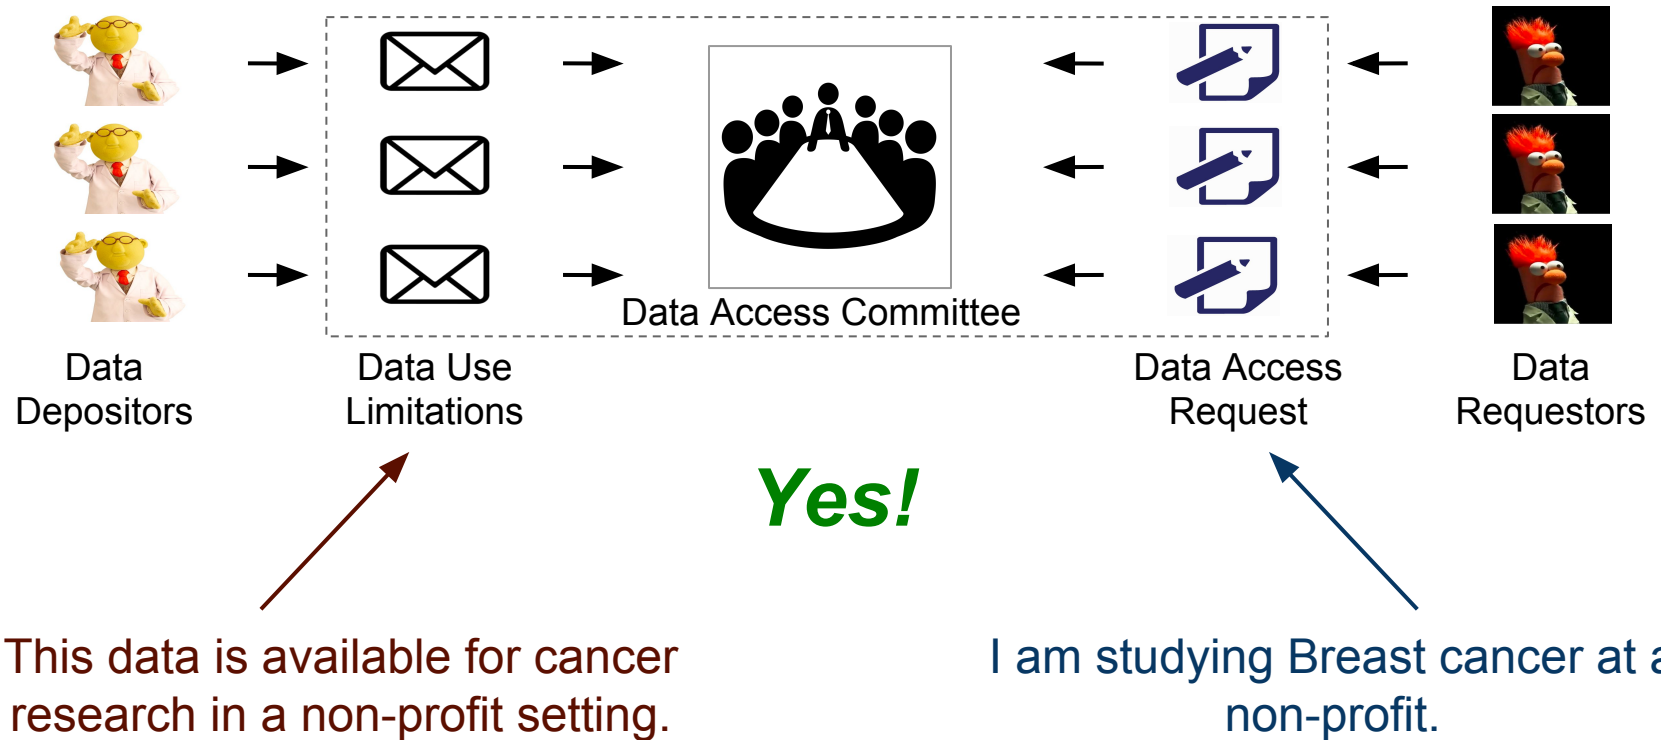 Data Access Committee
Data
Depositors
Data Use
Limitations
Data Access
Request
Data
Requestors
Yes!
This data is available for cancer
research in a non-profit setting.
I am studying Breast cancer at a
non-profit.